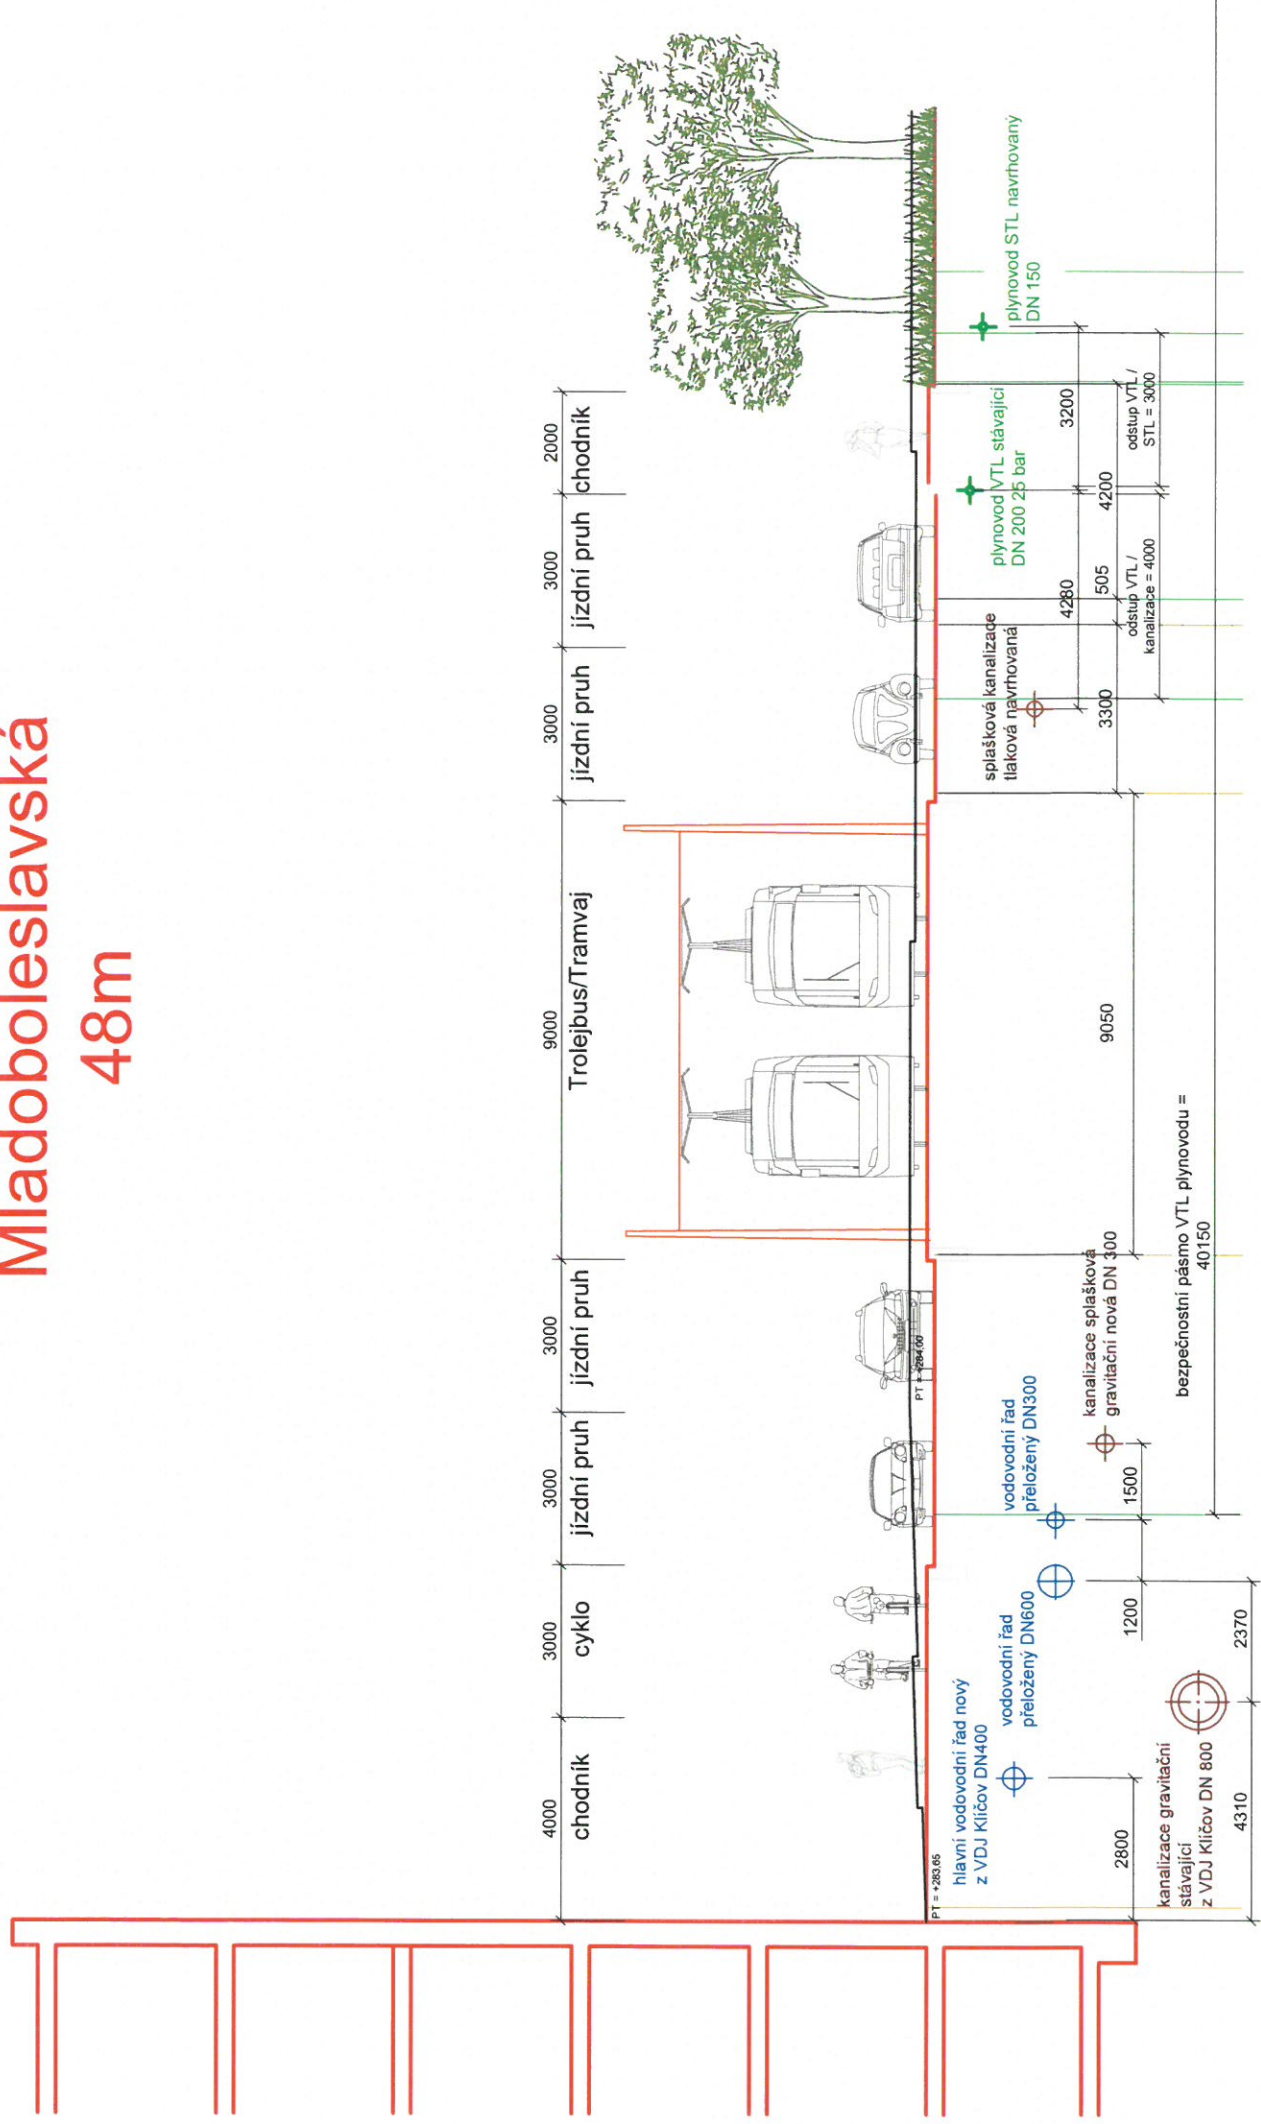 Mladoboleslavská
48m
4000
3000
3000
3000
9000
3000
3000
2000
chodník
cyklo
jízdní pruh
jízdní pruh
Trolejbus/Tramvaj
jízdní pruh
jízdní pruh
chodník
PT = +283,65
PT = +284,00
hlavní vodovodní řad nový
z VDJ Klíčov DN400
vodovodní řad
přeložený DN600
vodovodní řad
přeložený DN300
splašková kanalizace
tlaková navrhovaná
plynovod VTL stávající
DN 200 25 bar
plynovod STL navrhovaný
DN 150
4280
3200
kanalizace splašková
gravitační nová DN 300
9050
3300
505
4200
2800
1200
1500
odstup VTL /
kanalizace = 4000
odstup VTL /
STL = 3000
kanalizace gravitační
stávající
z VDJ Klíčov DN 800
bezpečnostní pásmo VTL plynovodu =
40150
4310
2370